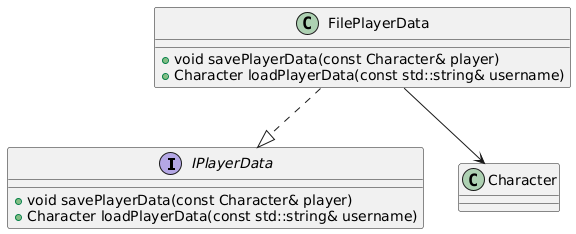 C FilePlayerData
void savePlayerData(const Character& player)
Character loadPlayerData(const std::string& username)
I IPlayerData
void savePlayerData(const Character& player)
Character loadPlayerData(const std::string& username)
C Character